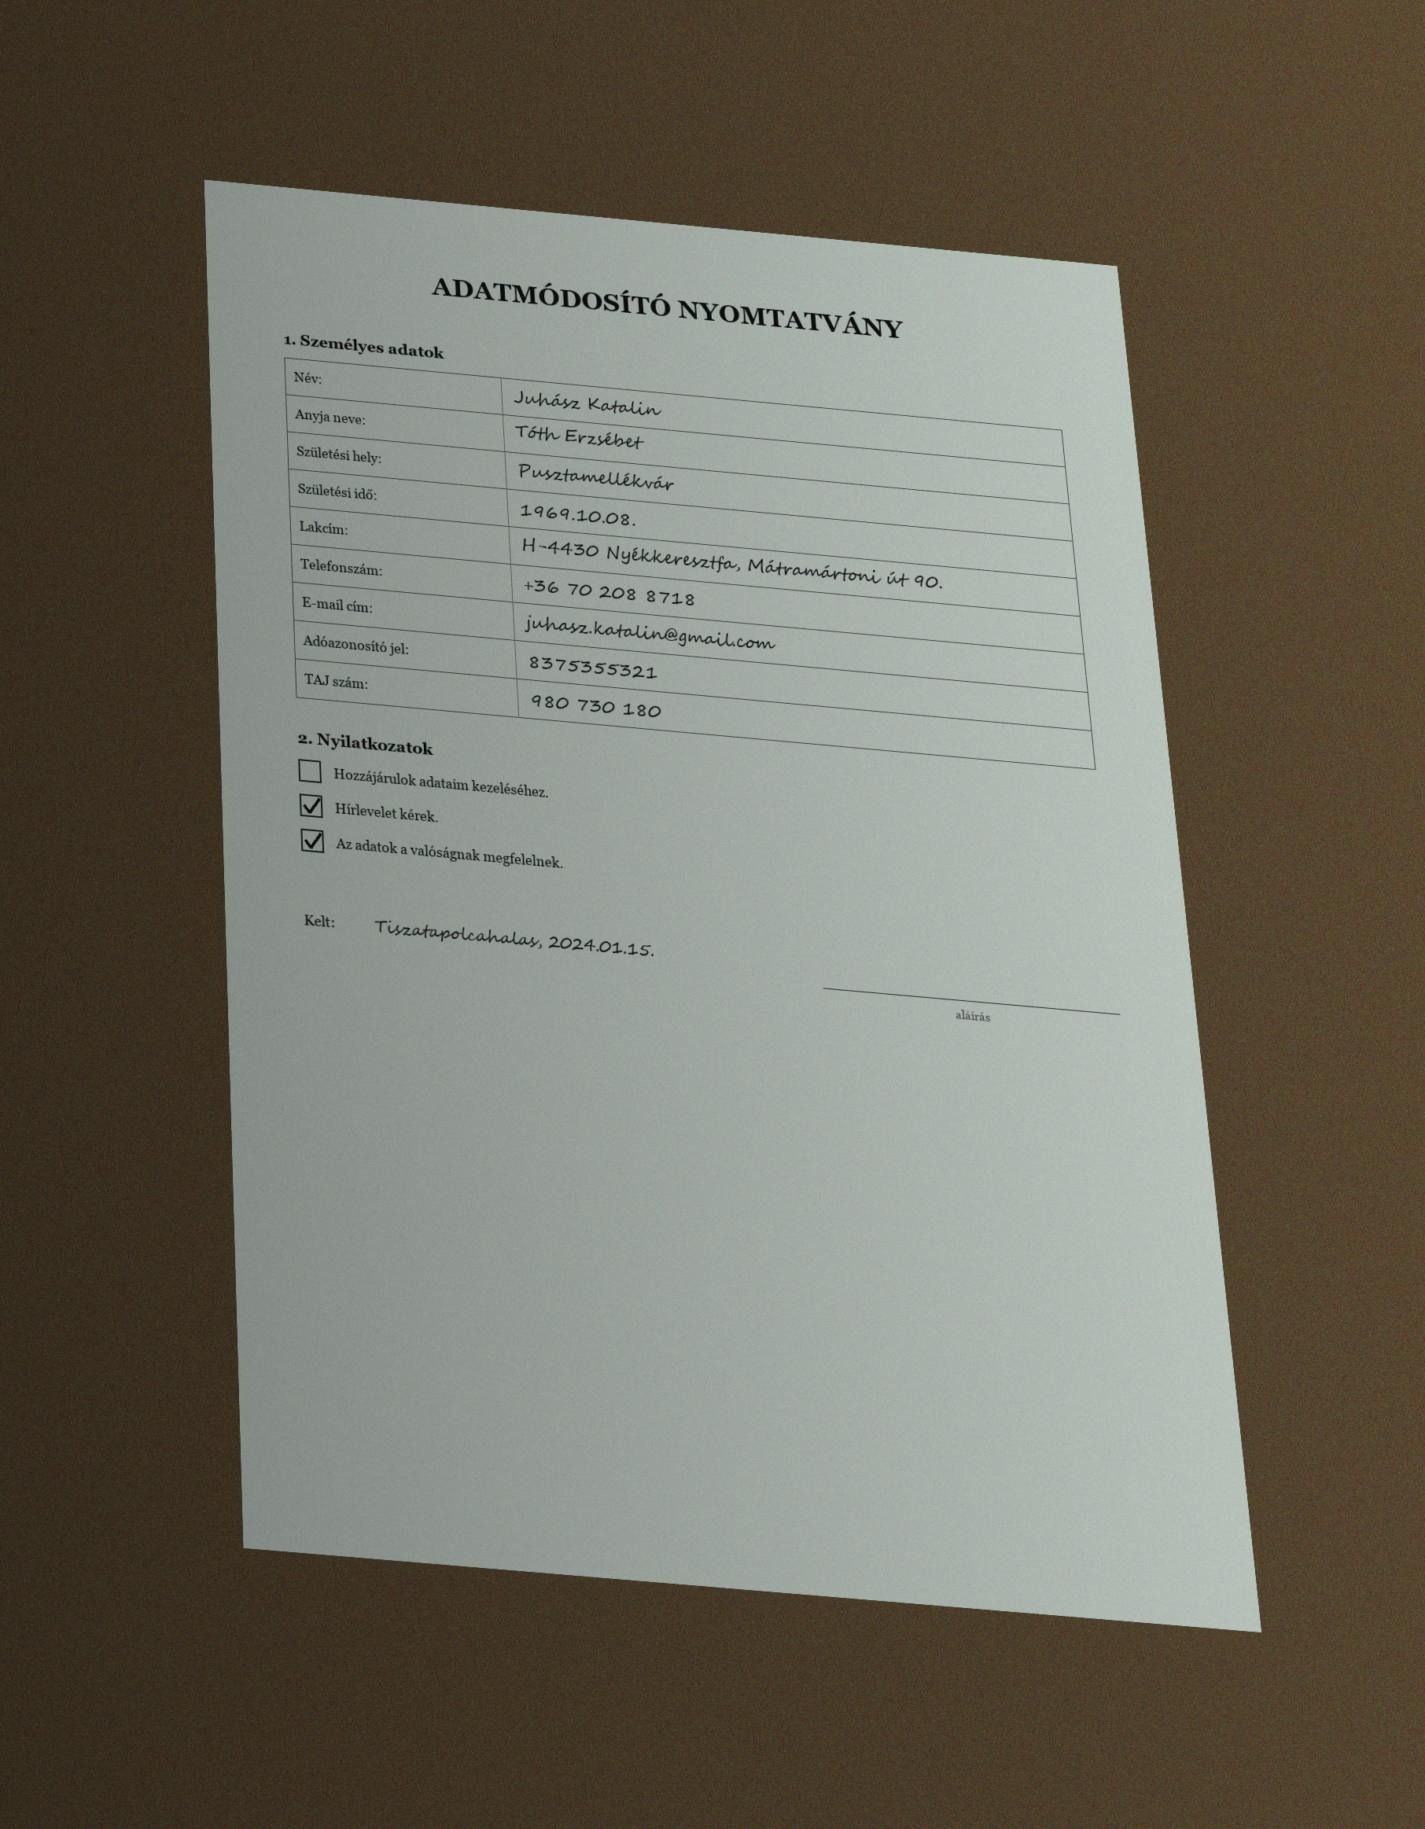 ADATMÓDOSÍTÓ NYOMTATVÁNY
1. Személyes adatok
Név: Juhász Katalin
Anyja neve: Tóth Erzsébet
Születési hely: Pusztamellékvár
Születési idő: 1969.10.08.
Lakcím: H-4430 Nyékkeresztfa, Mátramártoni út 90.
Telefonszám: +36 70 208 8718
E-mail cím: juhasz.katalin@gmail.com
Adóazonosító jel: 8375355321
TAJ szám: 980 730 180
2. Nyilatkozatok
Hozzájárulok adataim kezeléséhez.
Hírlevelet kérek.
Az adatok a valóságnak megfelelnek.
Kelt: Tiszatapolcahalas, 2024.01.15.
aláírás